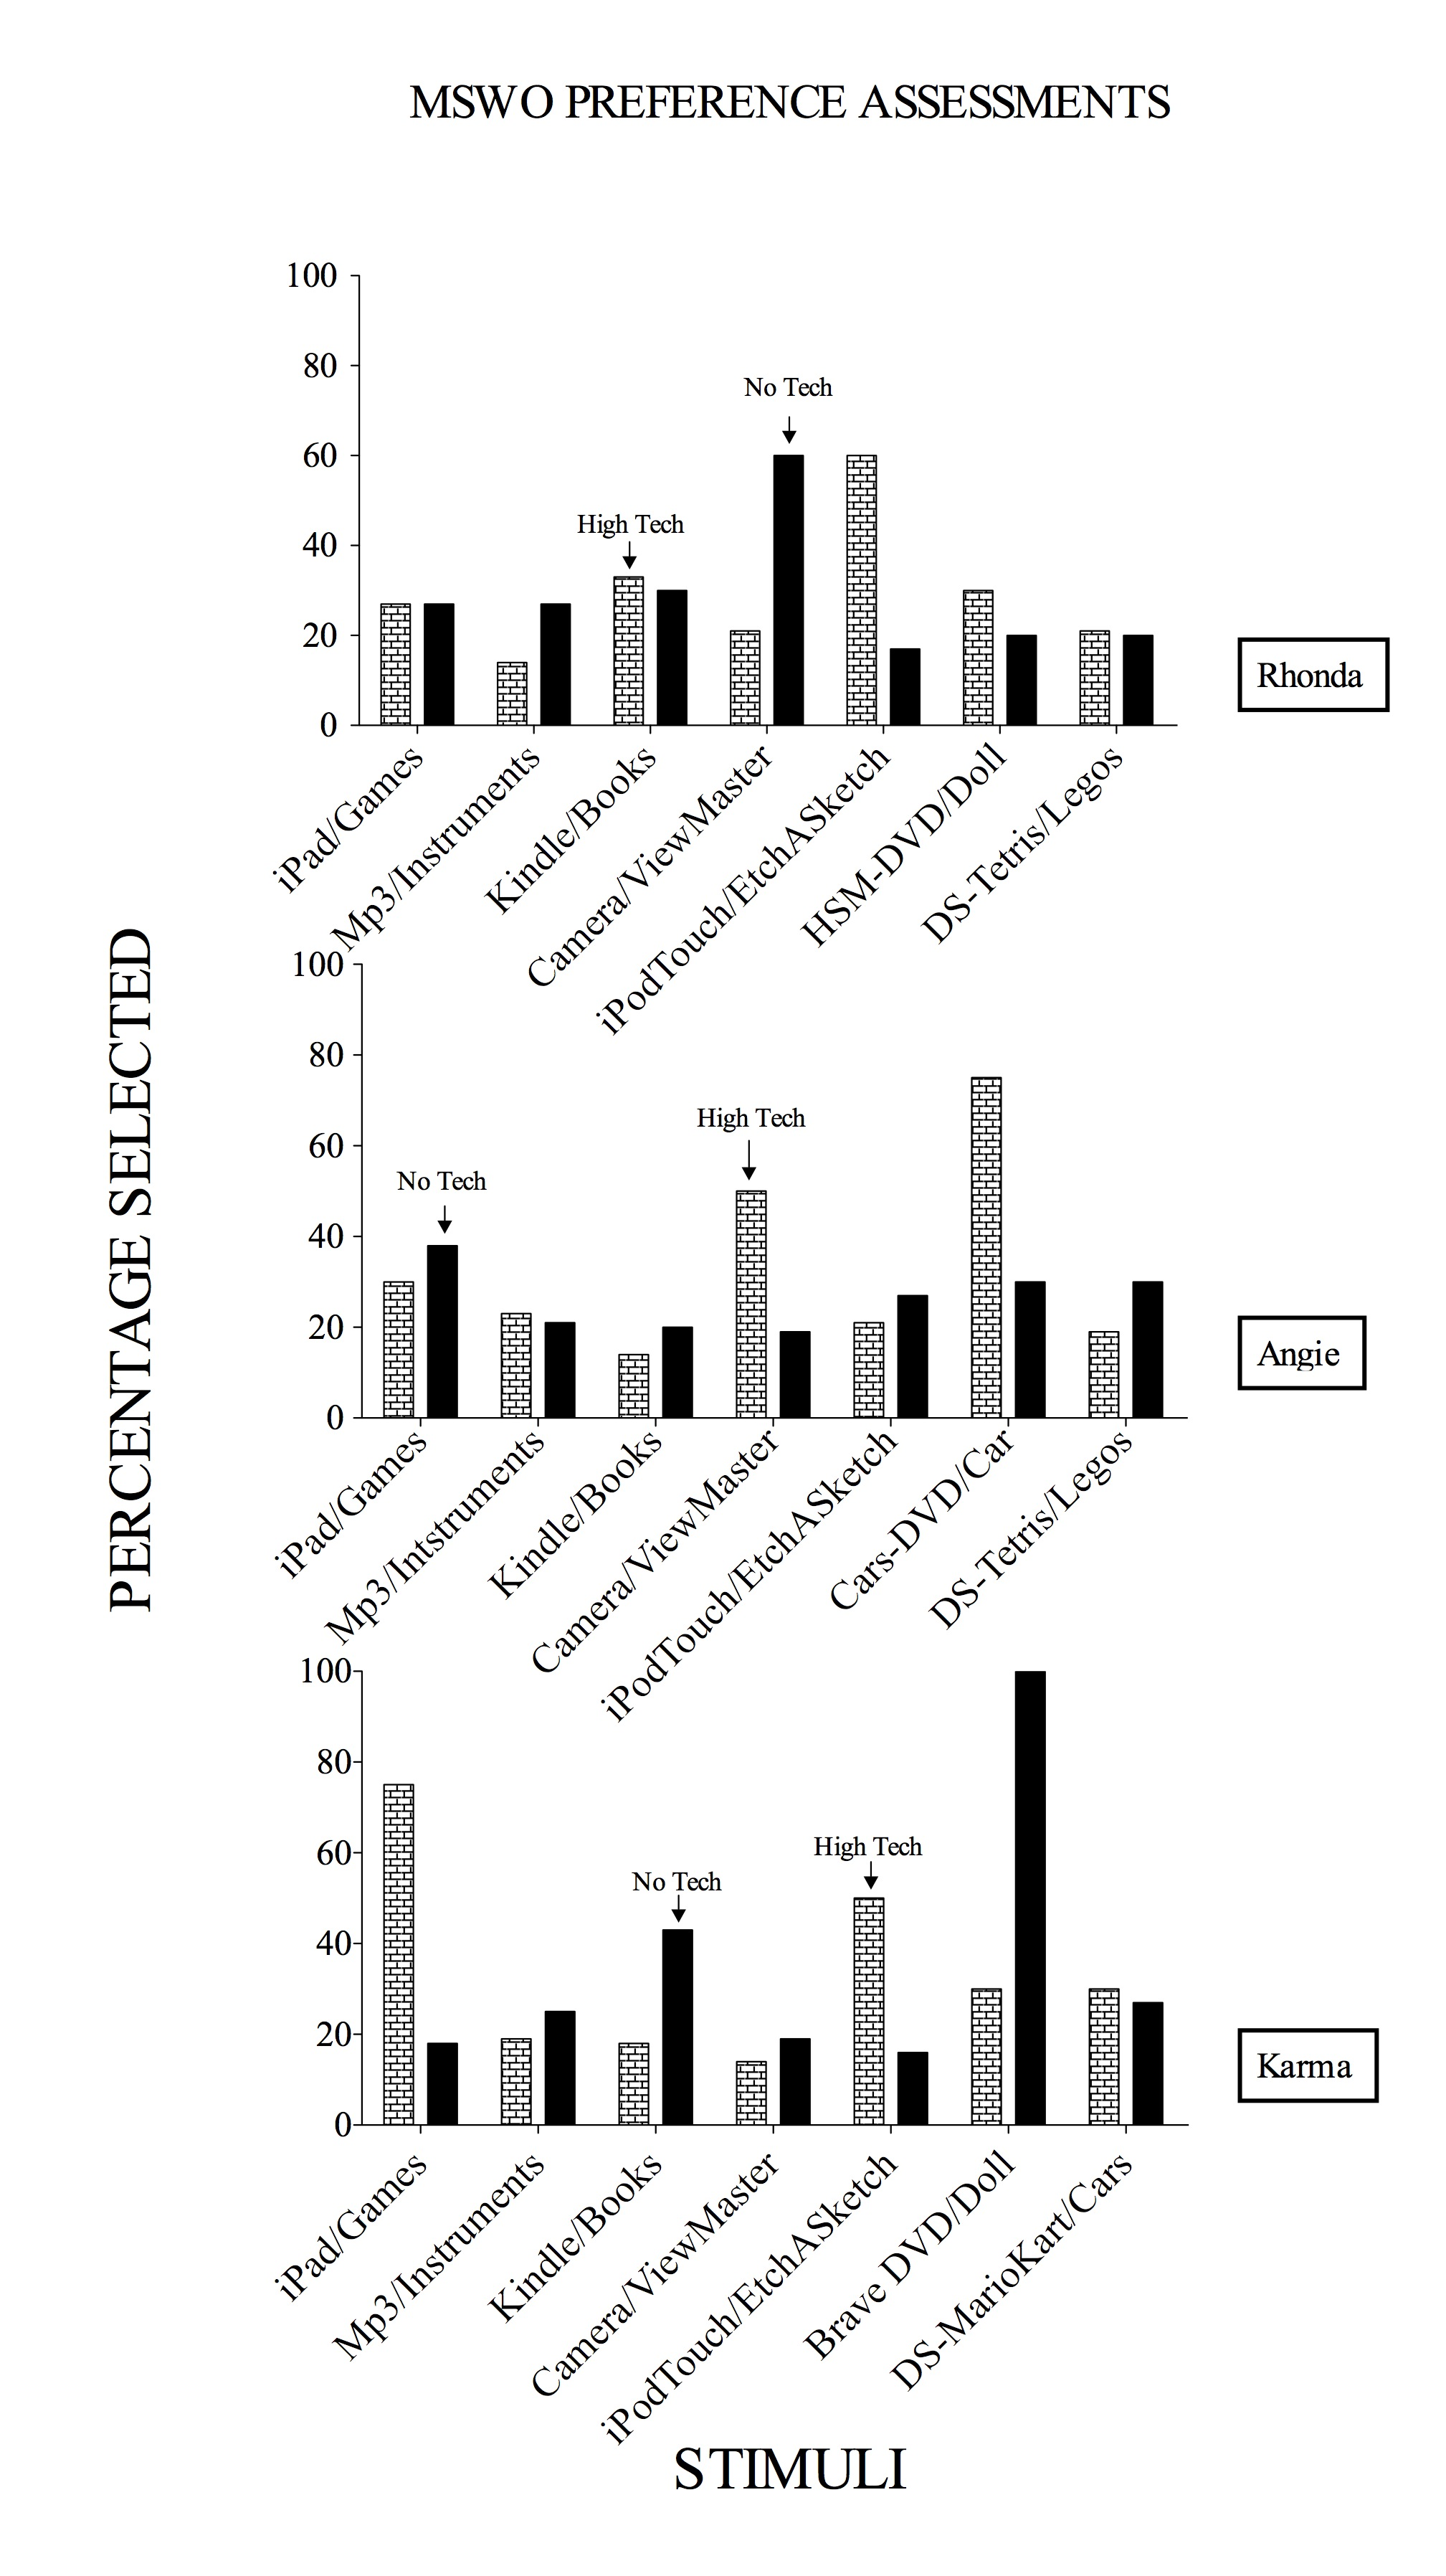 MSWO PREFERENCE ASSESSMENTS
PERCENTAGE SELECTED
100
80
60
40
20
0
No Tech
High Tech
iPad/Games
Mp3/Instruments
Kindle/Books
Camera/ViewMaster
iPodTouch/EtchASketch
HSM-DVD/Doll
DS-Tetris/Legos
Rhonda
100
80
60
40
20
0
High Tech
No Tech
iPad/Games
Mp3/Intstruments
Kindle/Books
Camera/ViewMaster
iPodTouch/EtchASketch
Cars-DVD/Car
DS-Tetris/Legos
Angie
100
80
60
40
20
0
High Tech
No Tech
iPad/Games
Mp3/Instruments
Kindle/Books
Camera/ViewMaster
iPodTouch/EtchASketch
Brave DVD/Doll
DS-MarioKart/Cars
Karma
STIMULI